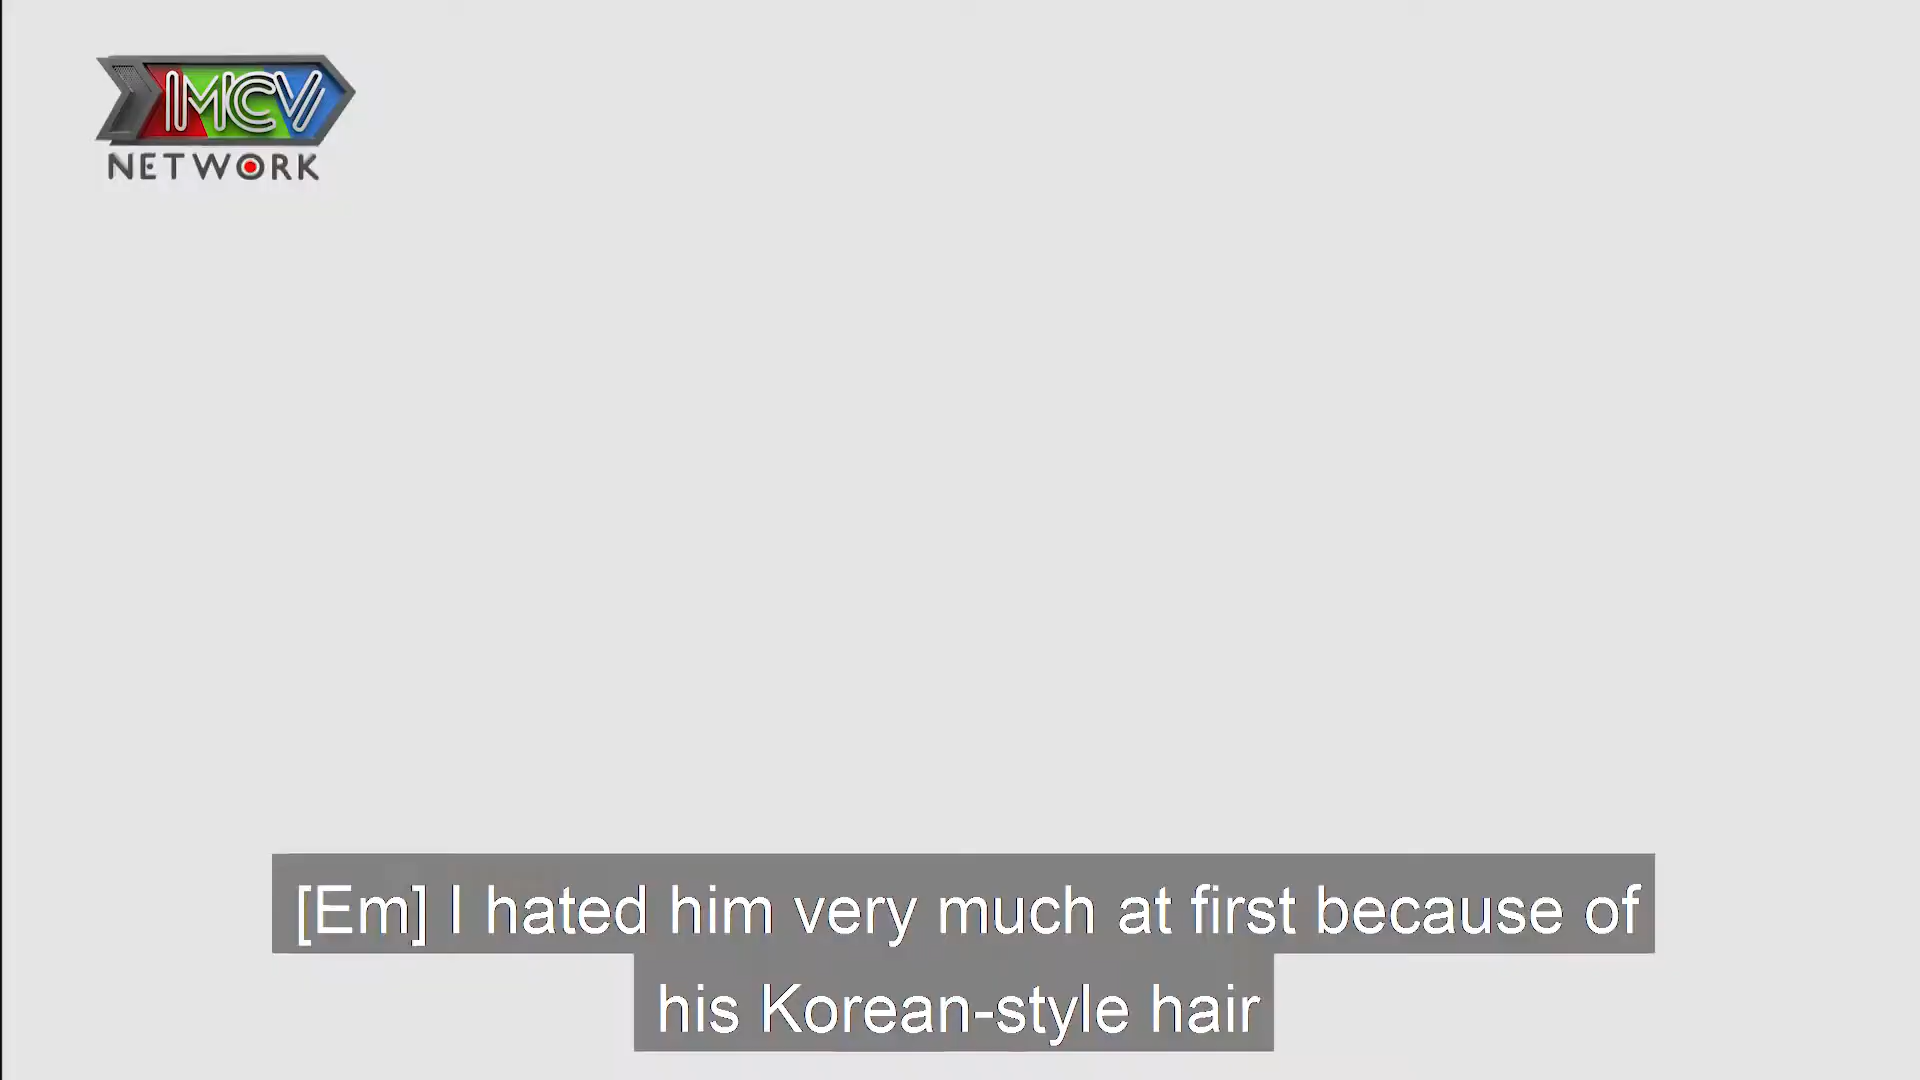 MCV
NETWORK
[Em] I hated him very much at first because of
his Korean-style hair